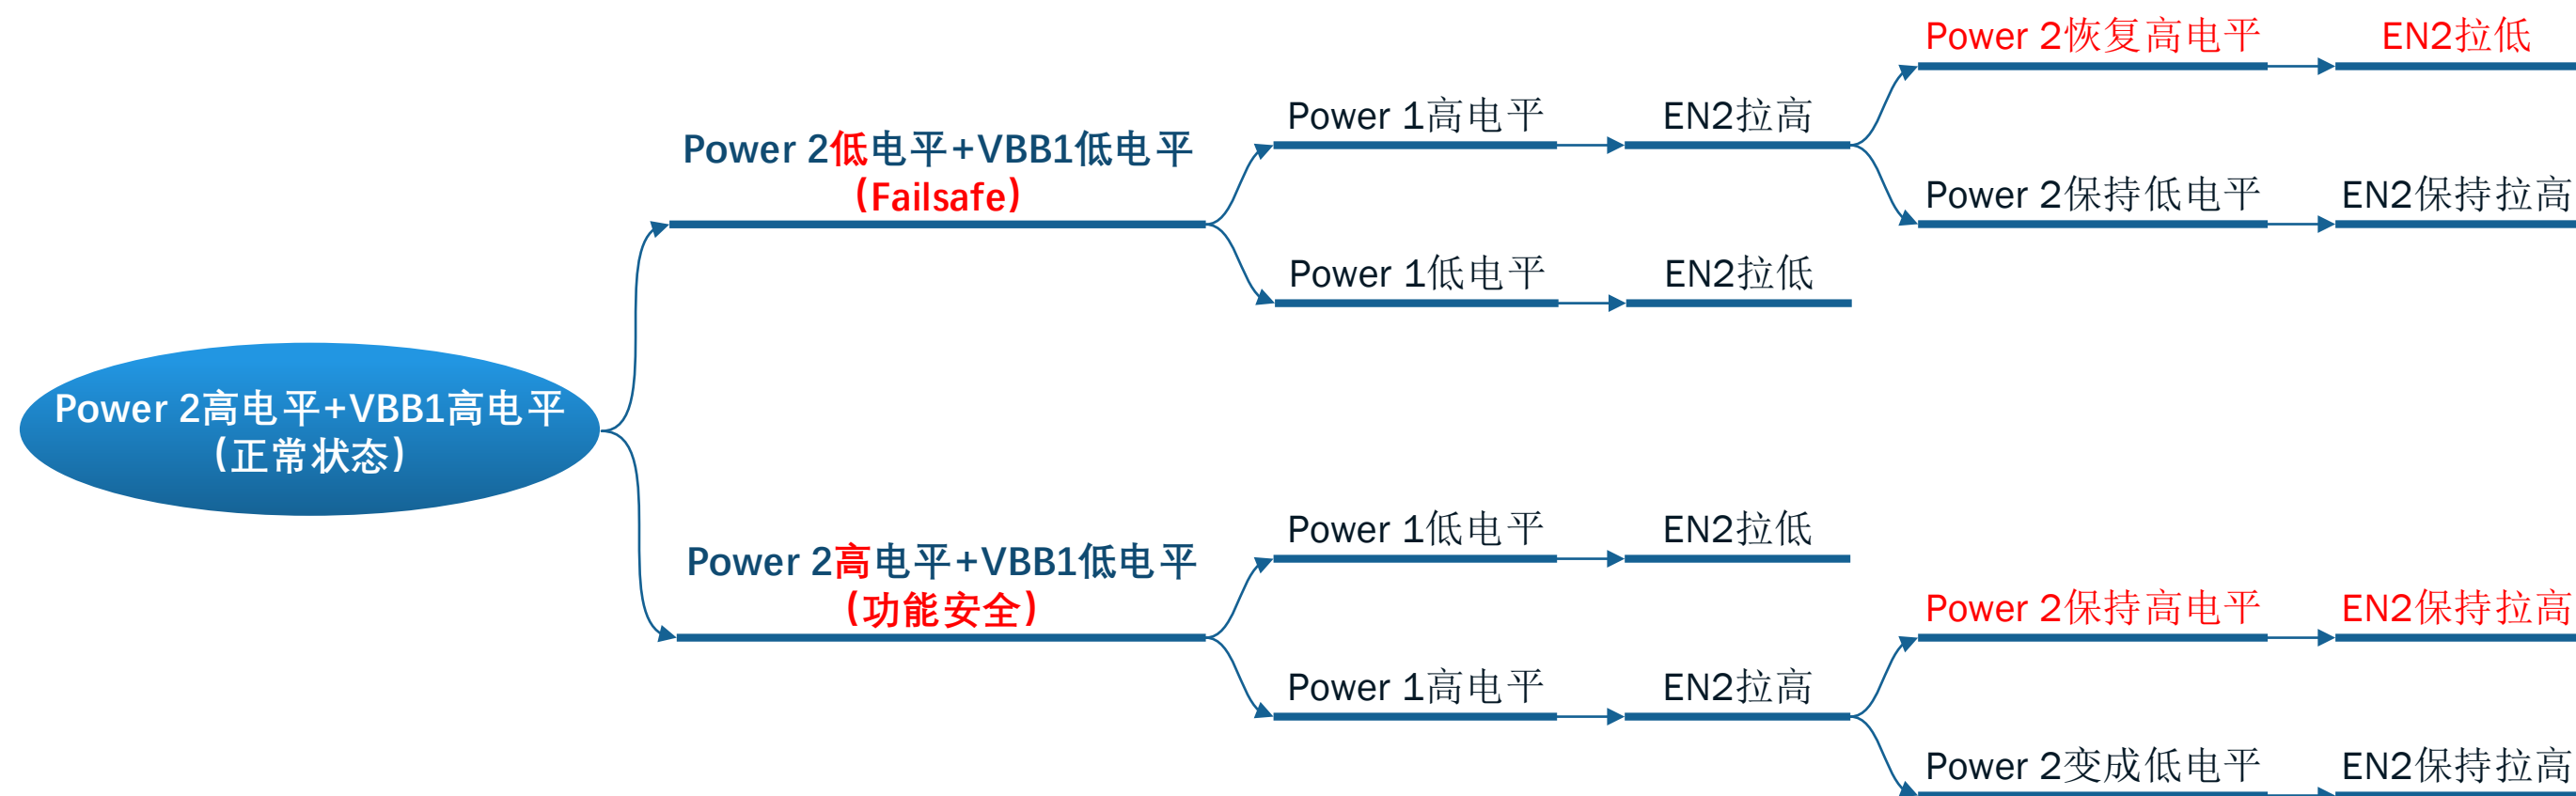 Power 2恢复高电平
EN2拉低
Power 1高电平
EN2拉高
Power 2低电平+VBB1低电平
(Failsafe)
Power 2保持低电平
EN2保持拉高
Power 1低电平
EN2拉低
Power 2高电平+VBB1高电平
(正常状态)
Power 1低电平
EN2拉低
Power 2高电平+VBB1低电平
(功能安全)
Power 2保持高电平
EN2保持拉高
Power 1高电平
EN2拉高
Power 2变成低电平
EN2保持拉高